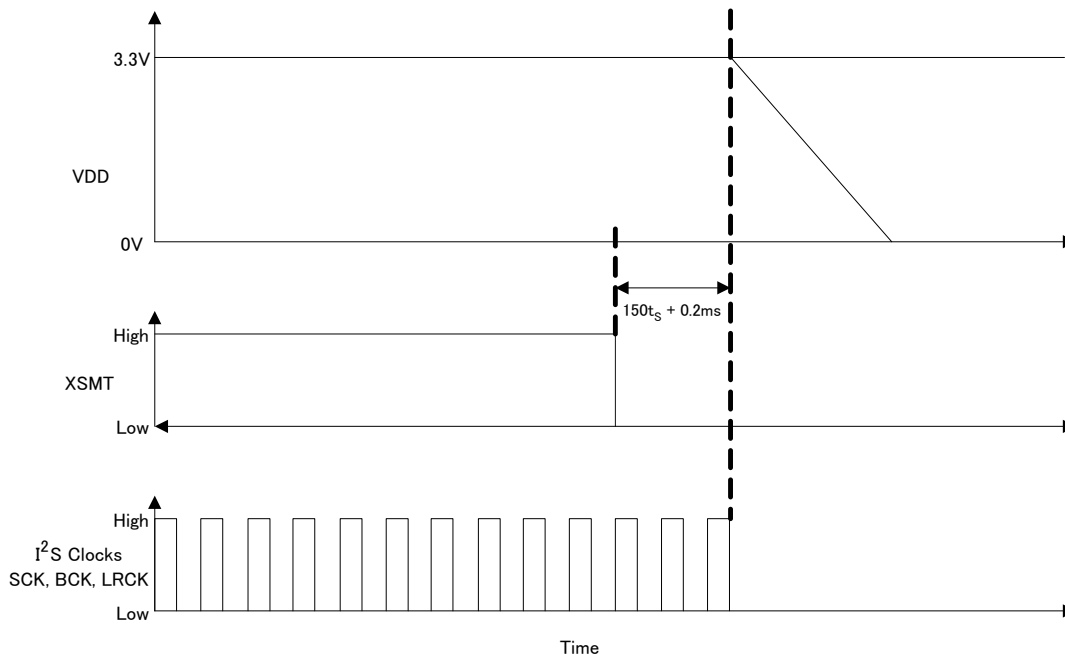 3.3V
VDD
0V
150tS + 0.2ms
High
XSMT
Low
High
I2S Clocks
SCK, BCK, LRCK
Low
Time